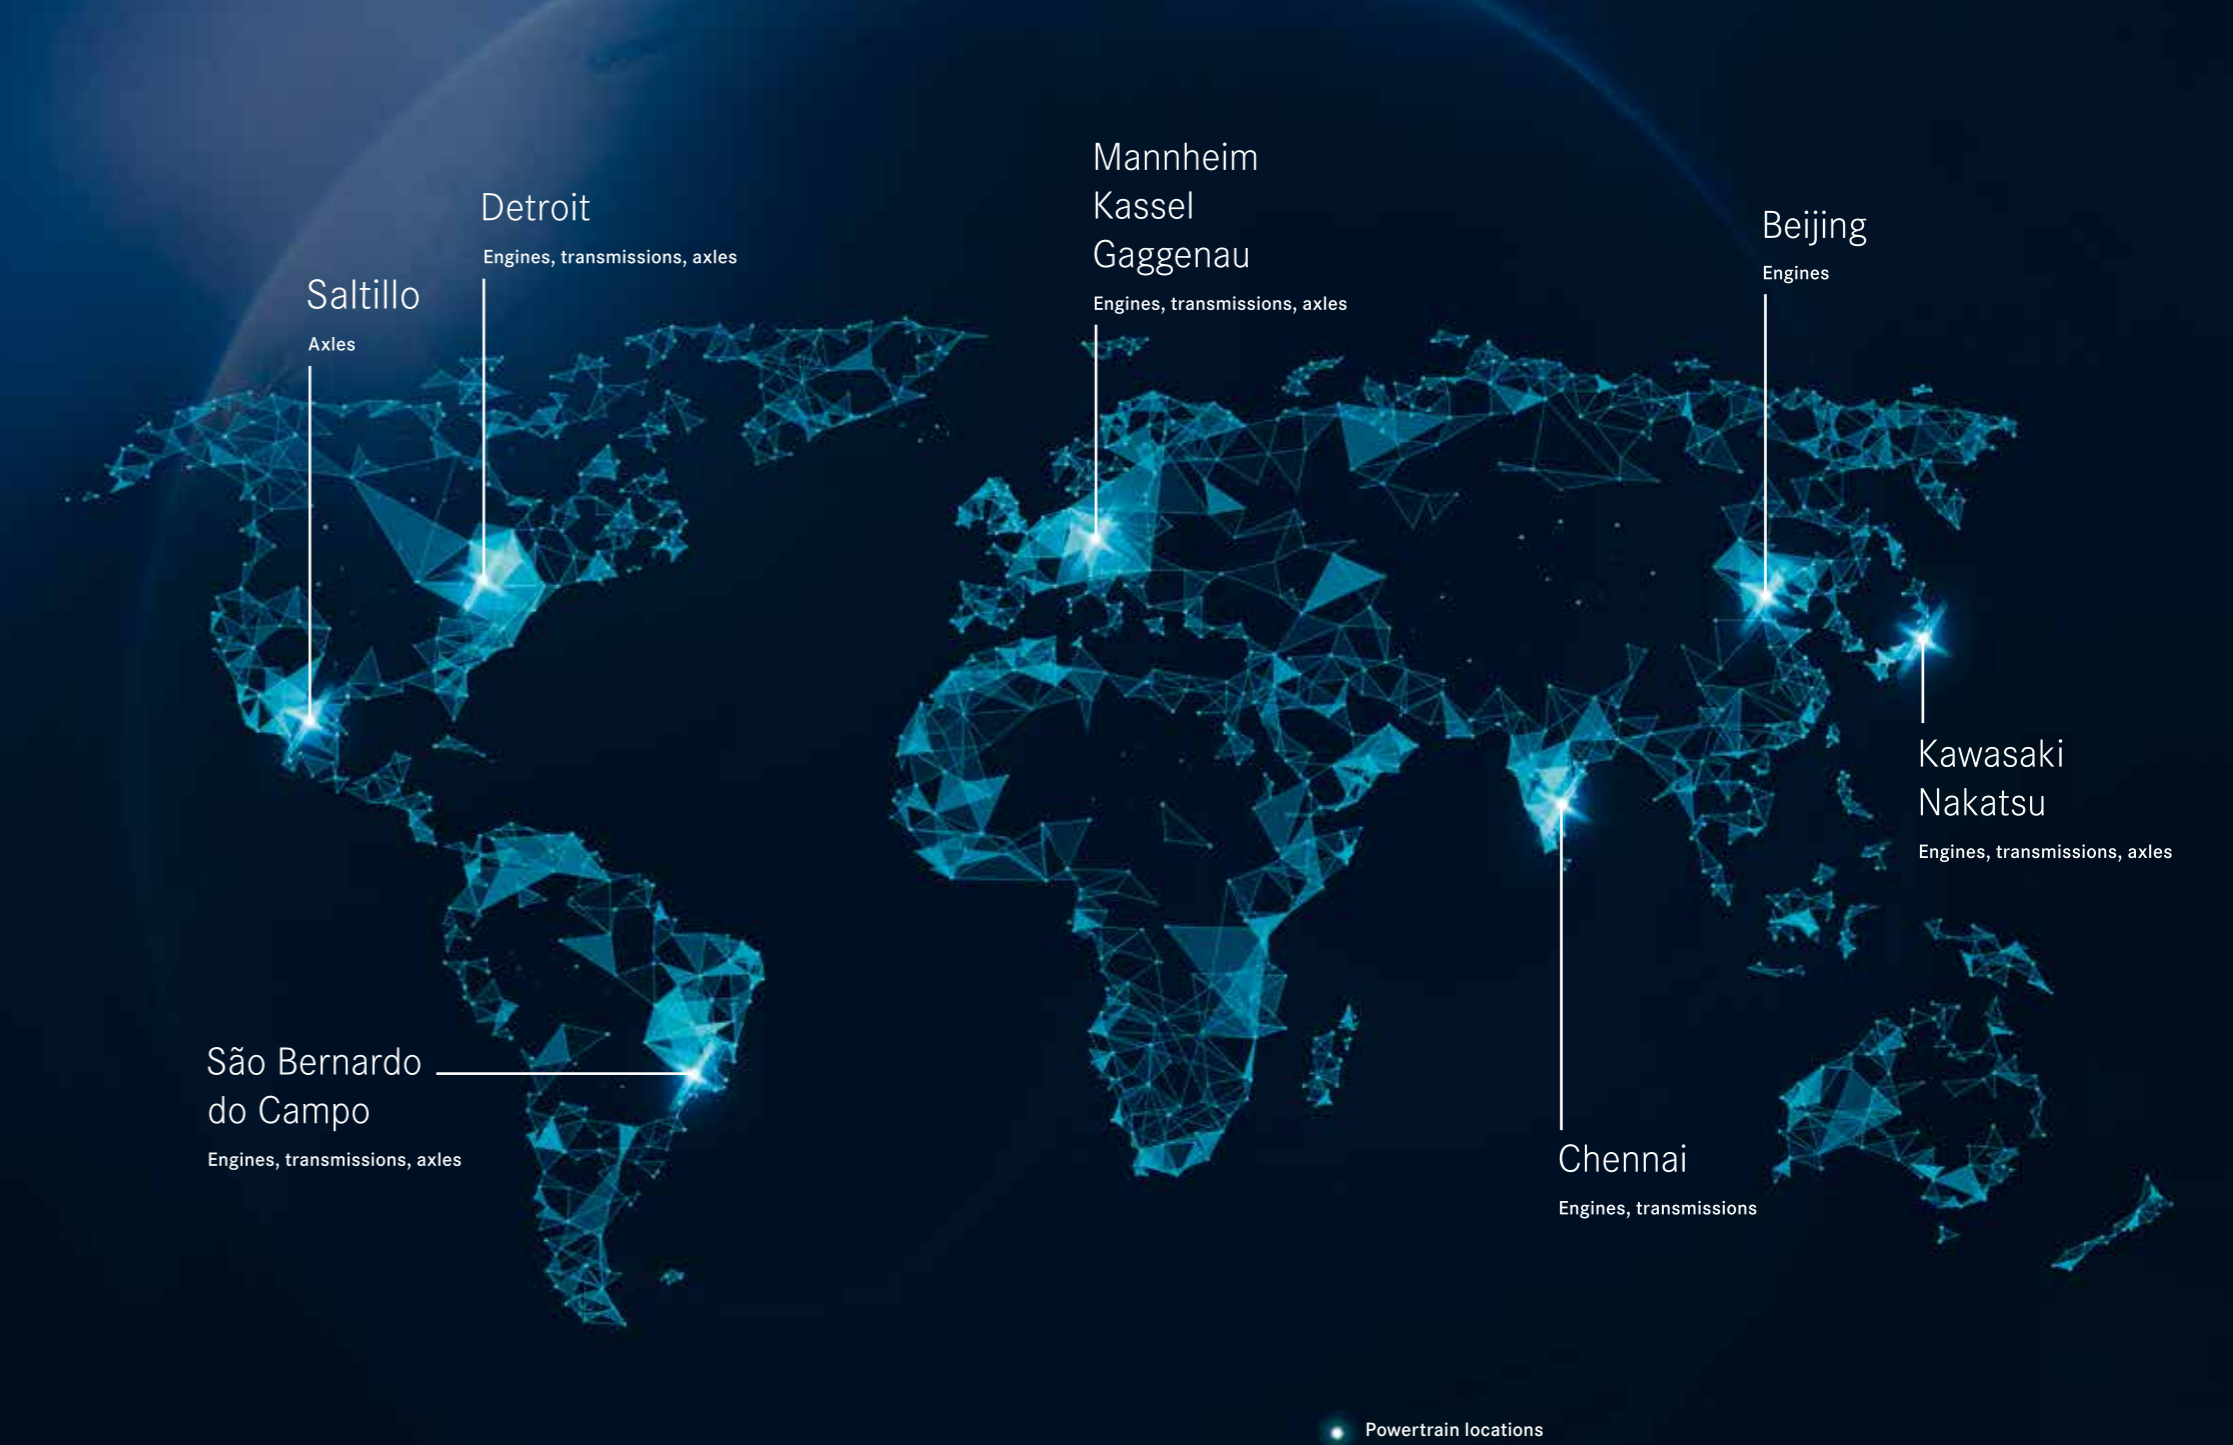 Mannheim
Kassel
Gaggenau
Engines, transmissions, axles
Detroit
Engines, transmissions, axles
Beijing
Engines
Saltillo
Axles
Kawasaki
Nakatsu
Engines, transmissions, axles
São Bernardo
do Campo
Engines, transmissions, axles
Chennai
Engines, transmissions
Powertrain locations